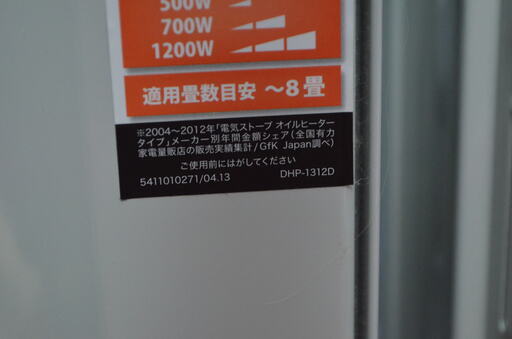 500W
700W
1200W
適用畳数目安 ～8畳
※2004～2012年「電気ストーブ オイルヒーター
タイプ」メーカー別年間金額シェア(全国有力
家電量販店の販売実績集計/GfK Japan調べ)
ご使用前にはがしてください
5411010271/04.13 DHP-1312D